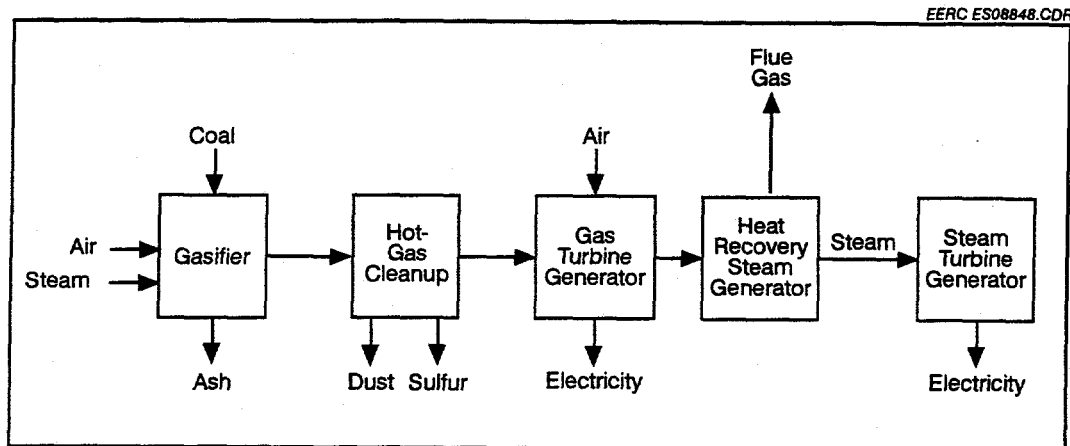 EERC ES08848.CDR
Flue
Gas
Coal
Air
Air
Steam
Gasifier
Hot-
Gas
Cleanup
Gas
Turbine
Generator
Heat
Recovery
Steam
Generator
Steam
Steam
Turbine
Generator
Ash
Dust
Sulfur
Electricity
Electricity